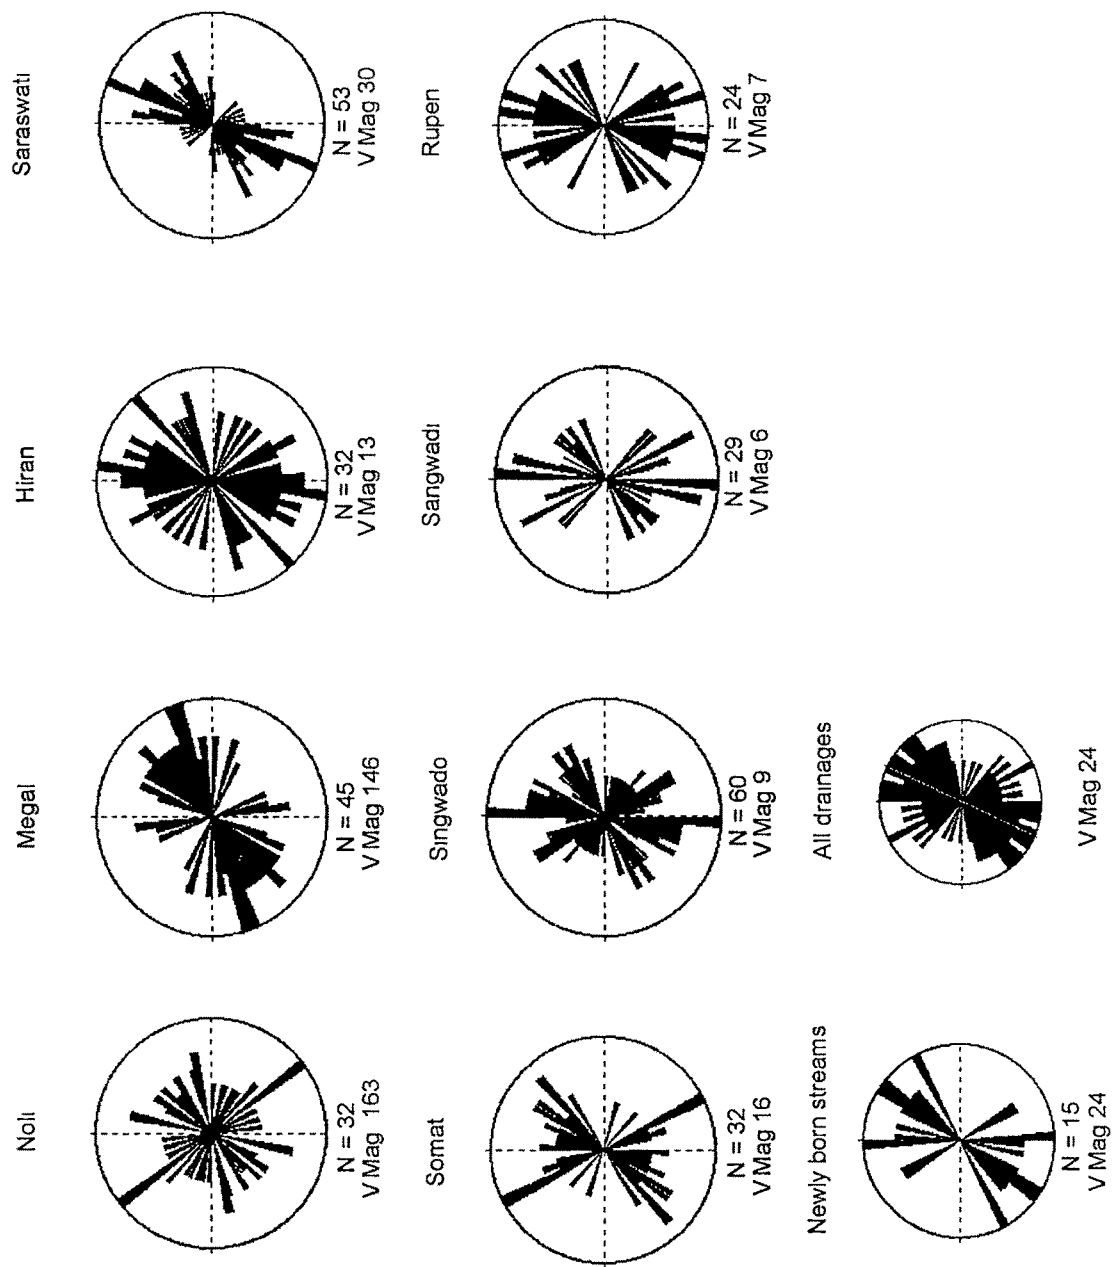 Noli
Megal
Hiran
Saraswati
N = 32
V Mag 163
N = 45
V Mag 146
N = 32
V Mag 13
N = 53
V Mag 30
Somat
Singwado
Sangwadi
Rupen
N = 32
V Mag 16
N = 60
V Mag 9
N = 29
V Mag 6
N = 24
V Mag 7
Newly born streams
All drainages
N = 15
V Mag 24
V Mag 24